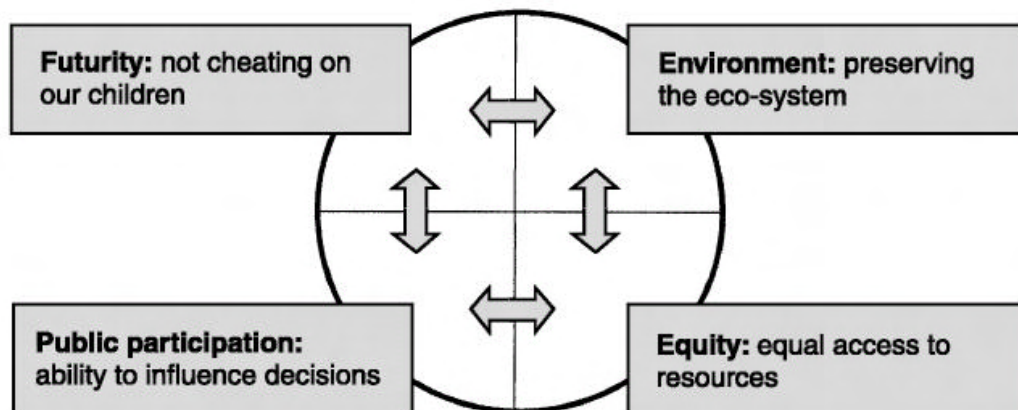 Futurity: not cheating on
our children
Environment: preserving
the eco-system
Public participation:
ability to influence decisions
Equity: equal access to
resources